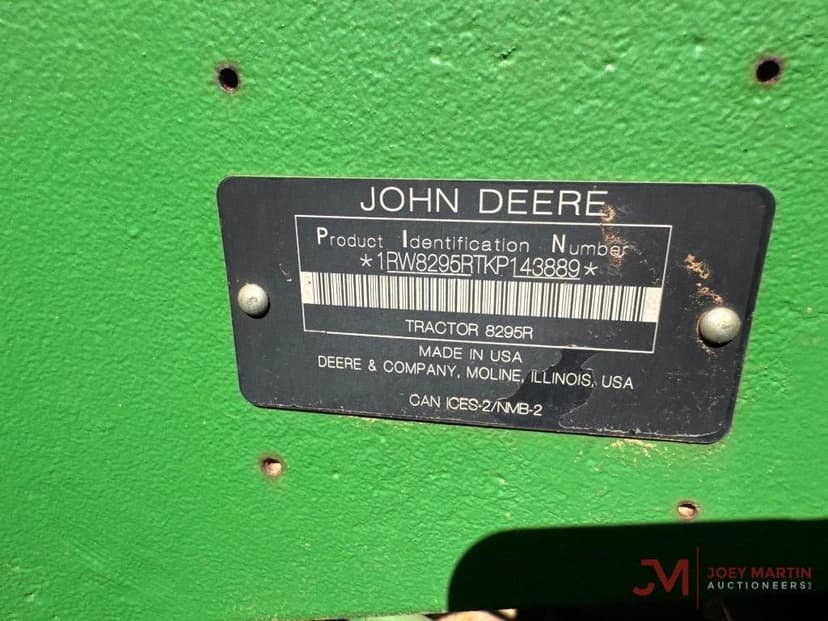 JOHN DEERE
Product Identification Number
*1RW8295RTKP143889*
TRACTOR 8295R
MADE IN USA
DEERE & COMPANY, MOLINE, ILLINOIS, USA
CAN ICES-2/NMB-2
JM JOEY MARTIN
AUCTIONEERS